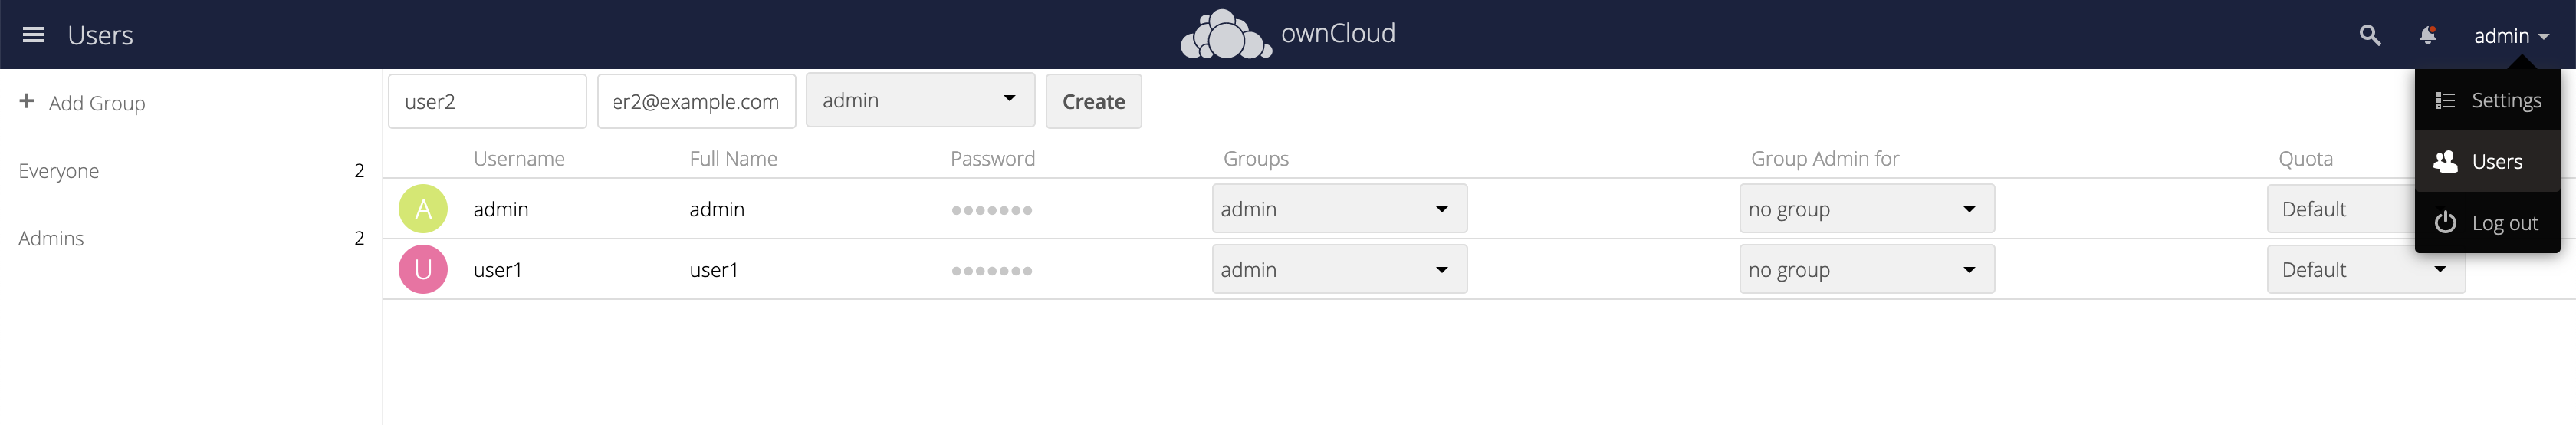 Users
ownCloud
admin
Add Group
user2
er2@example.com
admin
Create
Settings
Everyone 2
Username Full Name Password Groups Group Admin for Quota
Users
A admin admin admin no group Default
Log out
Admins 2
U user1 user1 admin no group Default